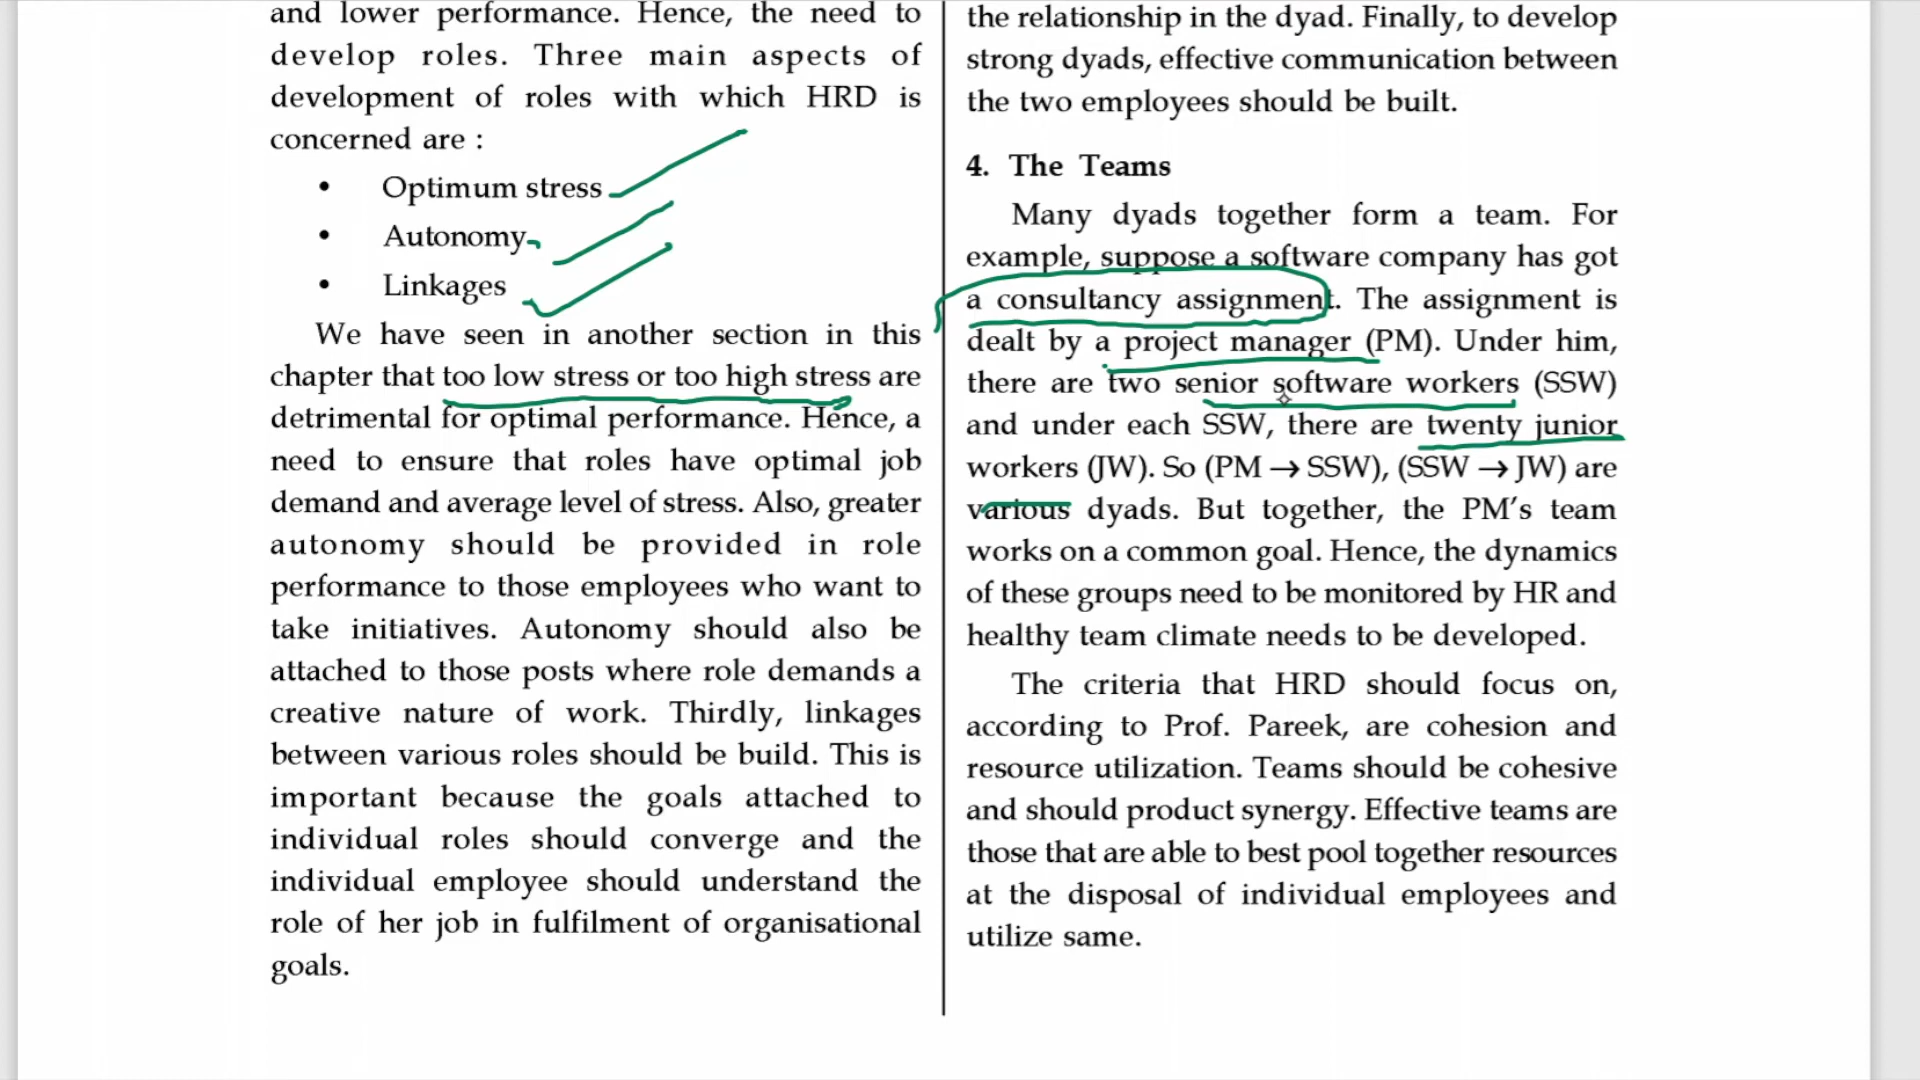 and lower performance. Hence, the need to
develop roles. Three main aspects of
development of roles with which HRD is
concerned are :
• Optimum stress
• Autonomy
• Linkages
We have seen in another section in this
chapter that too low stress or too high stress are
detrimental for optimal performance. Hence, a
need to ensure that roles have optimal job
demand and average level of stress. Also, greater
autonomy should be provided in role
performance to those employees who want to
take initiatives. Autonomy should also be
attached to those posts where role demands a
creative nature of work. Thirdly, linkages
between various roles should be build. This is
important because the goals attached to
individual roles should converge and the
individual employee should understand the
role of her job in fulfilment of organisational
goals.
the relationship in the dyad. Finally, to develop
strong dyads, effective communication between
the two employees should be built.
4. The Teams
Many dyads together form a team. For
example, suppose a software company has got
a consultancy assignment. The assignment is
dealt by a project manager (PM). Under him,
there are two senior software workers (SSW)
and under each SSW, there are twenty junior
workers (JW). So (PM → SSW), (SSW → JW) are
various dyads. But together, the PM's team
works on a common goal. Hence, the dynamics
of these groups need to be monitored by HR and
healthy team climate needs to be developed.
The criteria that HRD should focus on,
according to Prof. Pareek, are cohesion and
resource utilization. Teams should be cohesive
and should product synergy. Effective teams are
those that are able to best pool together resources
at the disposal of individual employees and
utilize same.